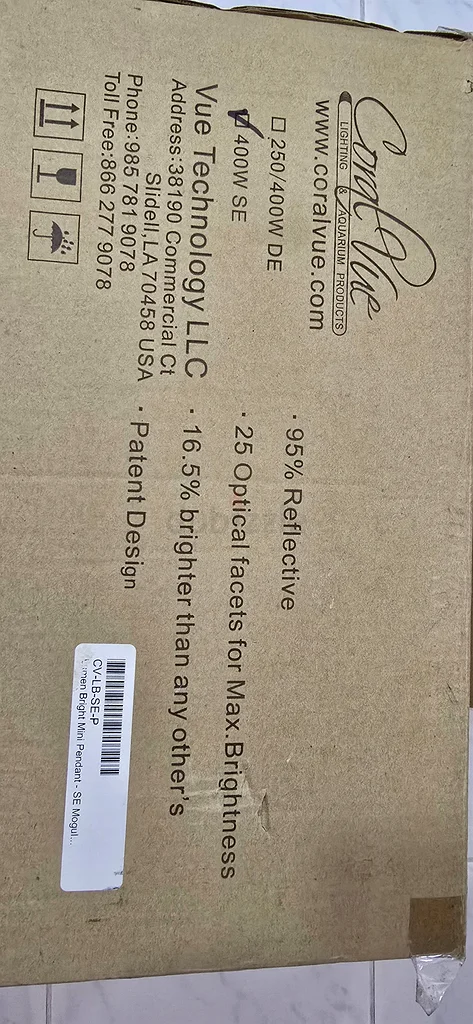 Coral Vue
LIGHTING & AQUARIUM PRODUCTS
www.coralvue.com
250/400W DE
400W SE
Vue Technology LLC
Address:38190 Commercial Ct
Slidell,LA 70458 USA
Phone:985 781 9078
Toll Free:866 277 9078
· 95% Reflective
· 25 Optical facets for Max.Brightness
· 16.5% brighter than any other's
· Patent Design
CV-LB-SE-P
Bright Mini Pendant - SE Mogul...